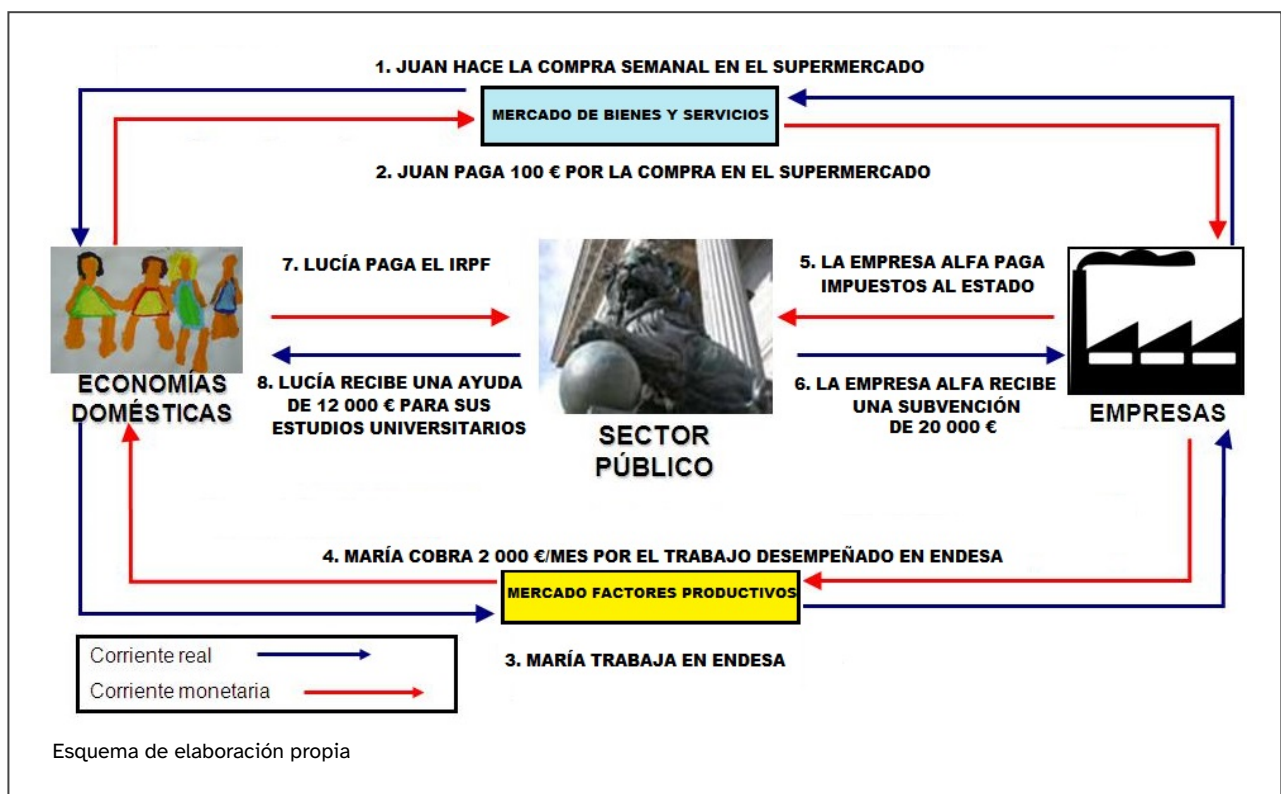 1. JUAN HACE LA COMPRA SEMANAL EN EL SUPERMERCADO
MERCADO DE BIENES Y SERVICIOS
2. JUAN PAGA 100 € POR LA COMPRA EN EL SUPERMERCADO
7. LUCÍA PAGA EL IRPF
5. LA EMPRESA ALFA PAGA
IMPUESTOS AL ESTADO
ECONOMÍAS
DOMÉSTICAS
8. LUCÍA RECIBE UNA AYUDA
DE 12 000 € PARA SUS
ESTUDIOS UNIVERSITARIOS
SECTOR
PÚBLICO
6. LA EMPRESA ALFA RECIBE
UNA SUBVENCIÓN
DE 20 000 €
EMPRESAS
4. MARÍA COBRA 2 000 €/MES POR EL TRABAJO DESEMPEÑADO EN ENDESA
MERCADO FACTORES PRODUCTIVOS
3. MARÍA TRABAJA EN ENDESA
Corriente real
Corriente monetaria
Esquema de elaboración propia